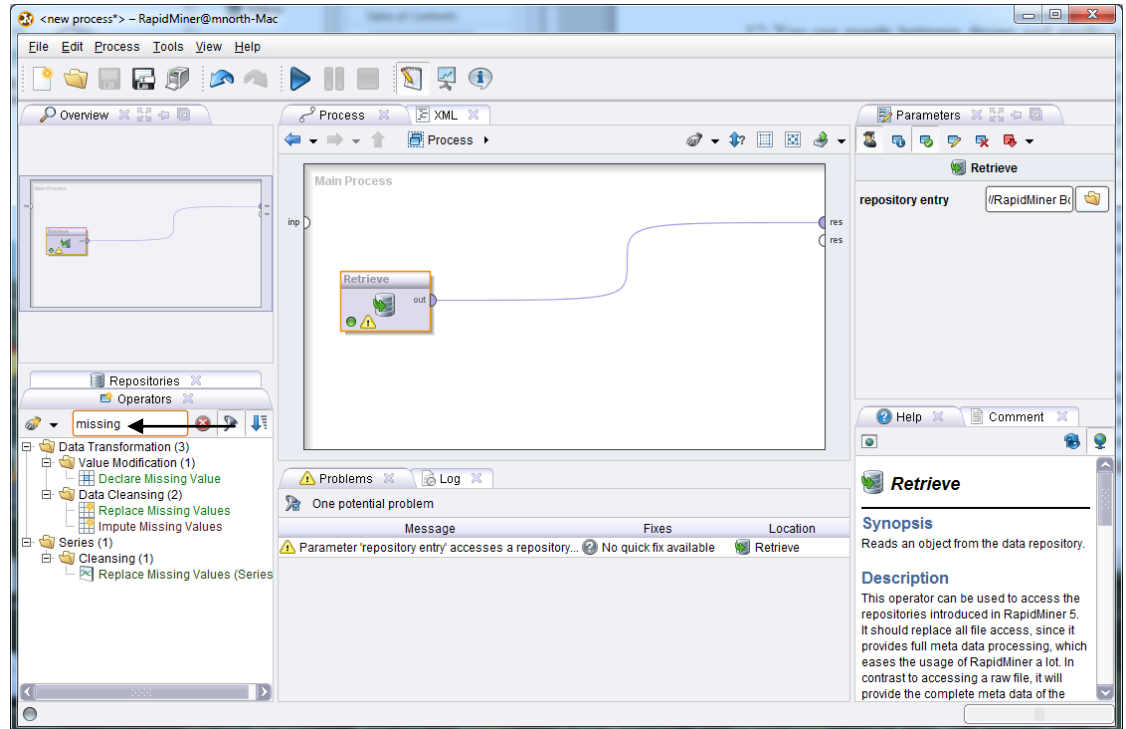 <new process*> – RapidMiner@mnorth-Mac
File Edit Process Tools View Help
Overview
Process
XML
Parameters
Process
Retrieve
repository entry
//RapidMiner B
Main Process
inp
res
res
Retrieve
out
Main Process
Retrieve
Repositories
Operators
missing
Data Transformation (3)
Value Modification (1)
Declare Missing Value
Data Cleansing (2)
Replace Missing Values
Impute Missing Values
Series (1)
Cleansing (1)
Replace Missing Values (Series
Problems
Log
One potential problem
Message Fixes Location
Parameter 'repository entry' accesses a repository... No quick fix available Retrieve
Help
Comment
Retrieve
Synopsis
Reads an object from the data repository.
Description
This operator can be used to access the
repositories introduced in RapidMiner 5.
It should replace all file access, since it
provides full meta data processing, which
eases the usage of RapidMiner a lot. In
contrast to accessing a raw file, it will
provide the complete meta data of the